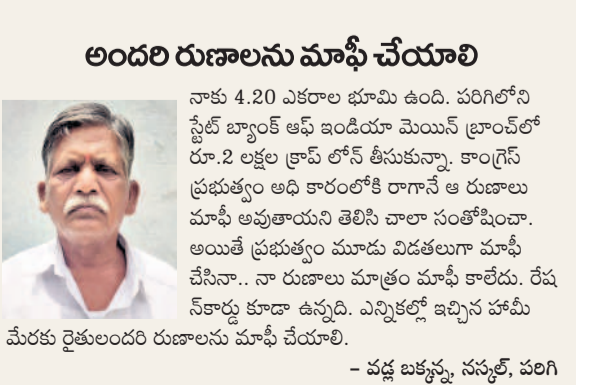 అందరి రుణాలను మాఫీ చేయాలి
నాకు 4.20 ఎకరాల భూమి ఉంది. పరిగిలోని
స్టేట్ బ్యాంక్ ఆఫ్ ఇండియా మెయిన్ బ్రాంచ్‌లో
రూ.2 లక్షల క్రాప్ లోన్ తీసుకున్నా. కాంగ్రెస్
ప్రభుత్వం అధి కారంలోకి రాగానే ఆ రుణాలు
మాఫీ అవుతాయని తెలిసి చాలా సంతోషించా.
అయితే ప్రభుత్వం మూడు విడతలుగా మాఫీ
చేసినా.. నా రుణాలు మాత్రం మాఫీ కాలేదు. రేష
న్‌కార్డు కూడా ఉన్నది. ఎన్నికల్లో ఇచ్చిన హామీ
మేరకు రైతులందరి రుణాలను మాఫీ చేయాలి.
– వడ్ల బక్కన్న, నస్కల్, పరిగి